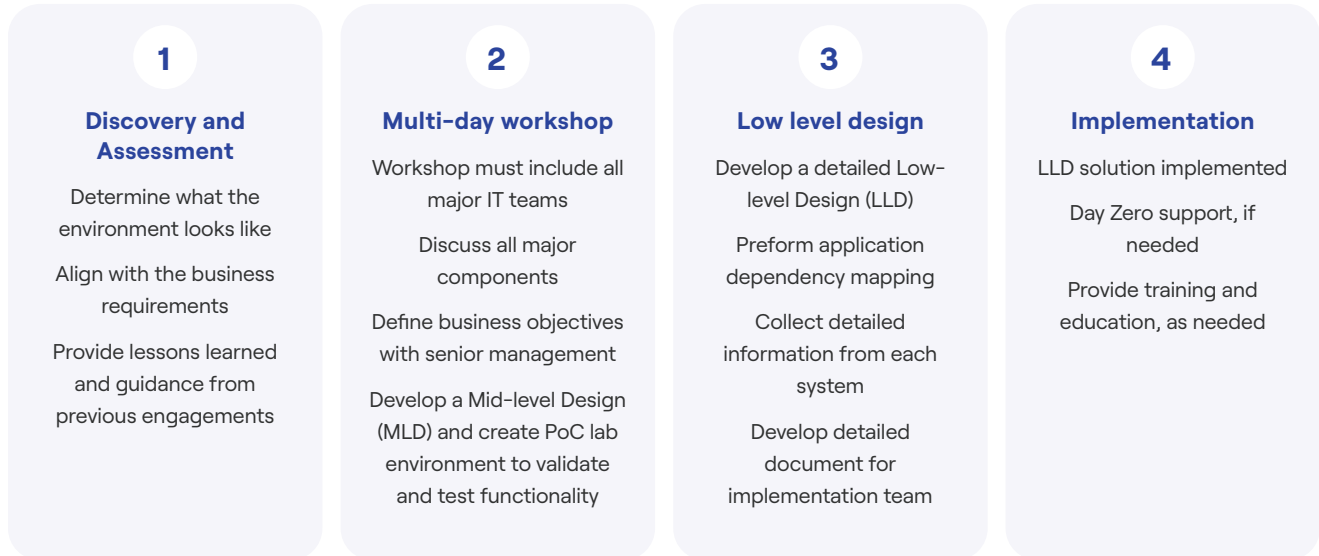 1
Discovery and
Assessment
Determine what the
environment looks like
Align with the business
requirements
Provide lessons learned
and guidance from
previous engagements
2
Multi-day workshop
Workshop must include all
major IT teams
Discuss all major
components
Define business objectives
with senior management
Develop a Mid-level Design
(MLD) and create PoC lab
environment to validate
and test functionality
3
Low level design
Develop a detailed Low-
level Design (LLD)
Preform application
dependency mapping
Collect detailed
information from each
system
Develop detailed
document for
implementation team
4
Implementation
LLD solution implemented
Day Zero support, if
needed
Provide training and
education, as needed